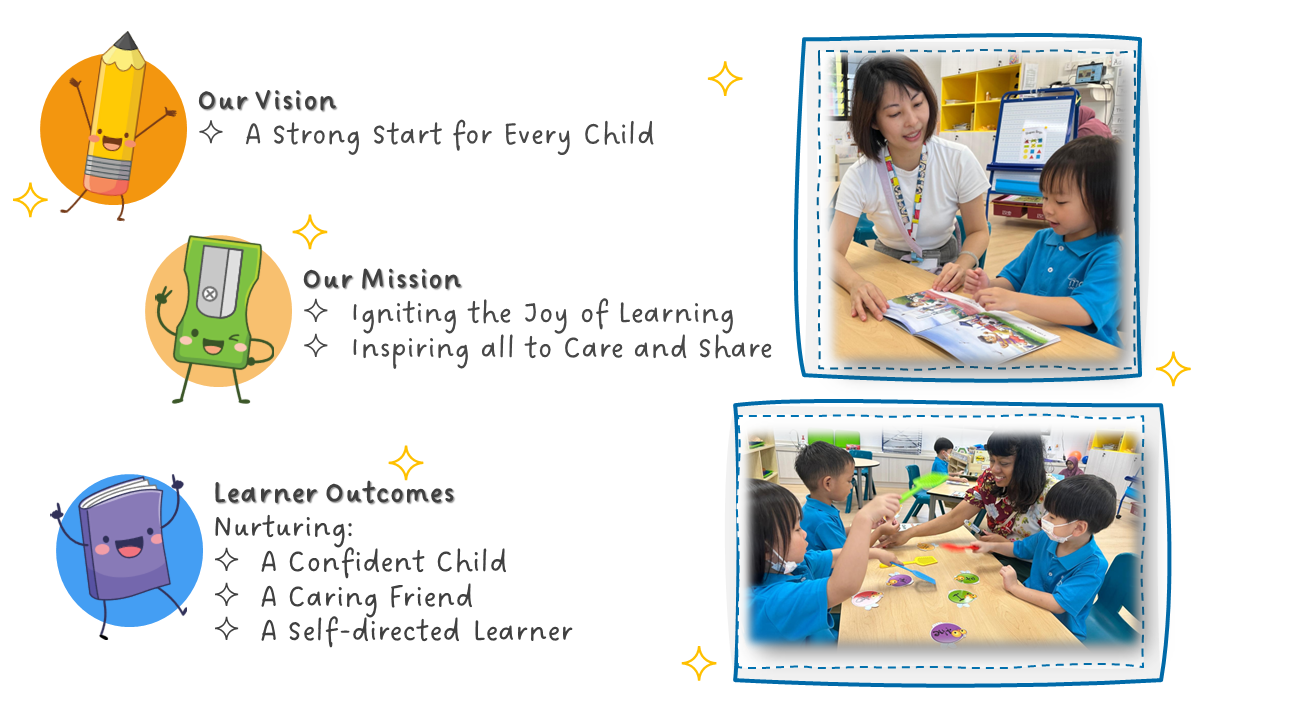 Our Vision
A Strong Start for Every Child
Our Mission
Igniting the Joy of Learning
Inspiring all to Care and Share
Learner Outcomes
Nurturing:
A Confident Child
A Caring Friend
A Self-directed Learner